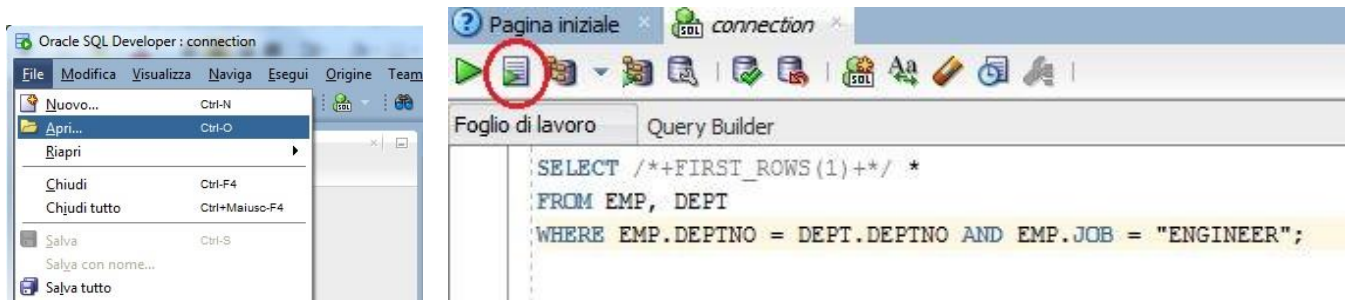 Oracle SQL Developer : connection
File Modifica Visualizza Naviga Esegui Origine Team
Nuovo... Ctrl-N
Apri... Ctrl-O
Riapri
Chiudi Ctrl-F4
Chiudi tutto Ctrl+Maiusc-F4
Salva Ctrl-S
Salva con nome...
Salva tutto
Pagina iniziale connection
Foglio di lavoro Query Builder
SELECT /*+FIRST_ROWS(1)+*/ *
FROM EMP, DEPT
WHERE EMP.DEPTNO = DEPT.DEPTNO AND EMP.JOB = "ENGINEER";